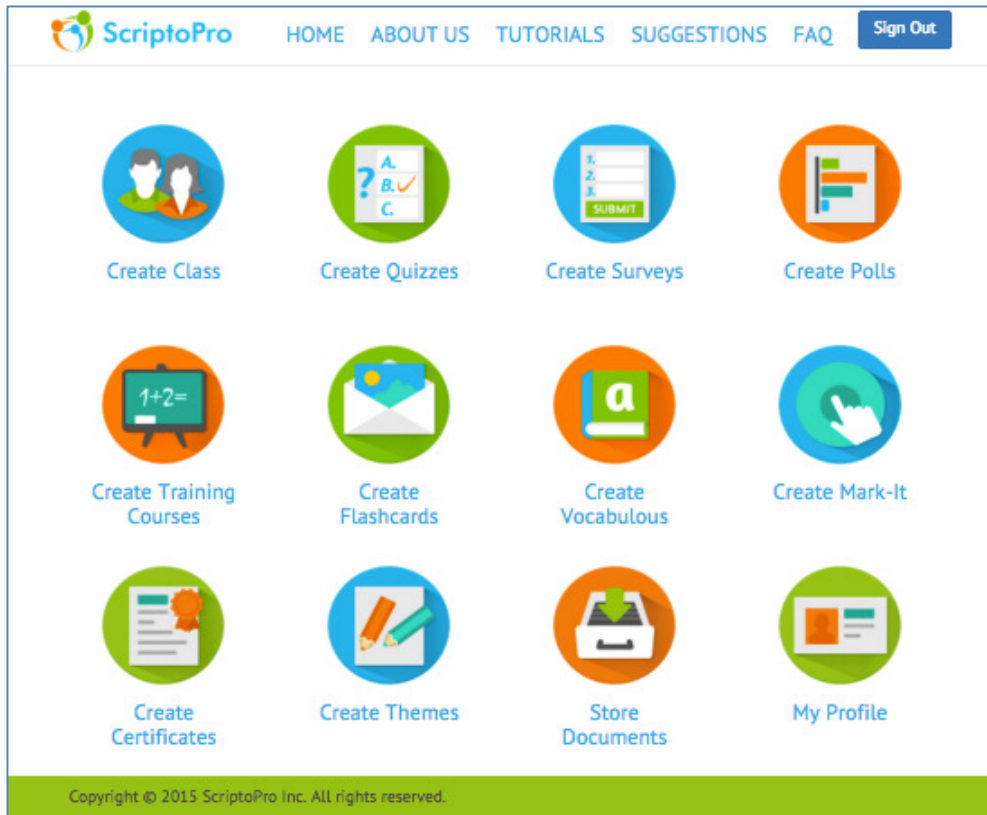 ScriptoPro HOME ABOUT US TUTORIALS SUGGESTIONS FAQ Sign Out
A.
? B.
C.
1.
2.
3.
SUBMIT
Create Class Create Quizzes Create Surveys Create Polls
1+2=
a
Create Training Create Create Create Mark-It
Courses Flashcards Vocabulous
Create Create Themes Store My Profile
Certificates Documents
Copyright © 2015 ScriptoPro Inc. All rights reserved.